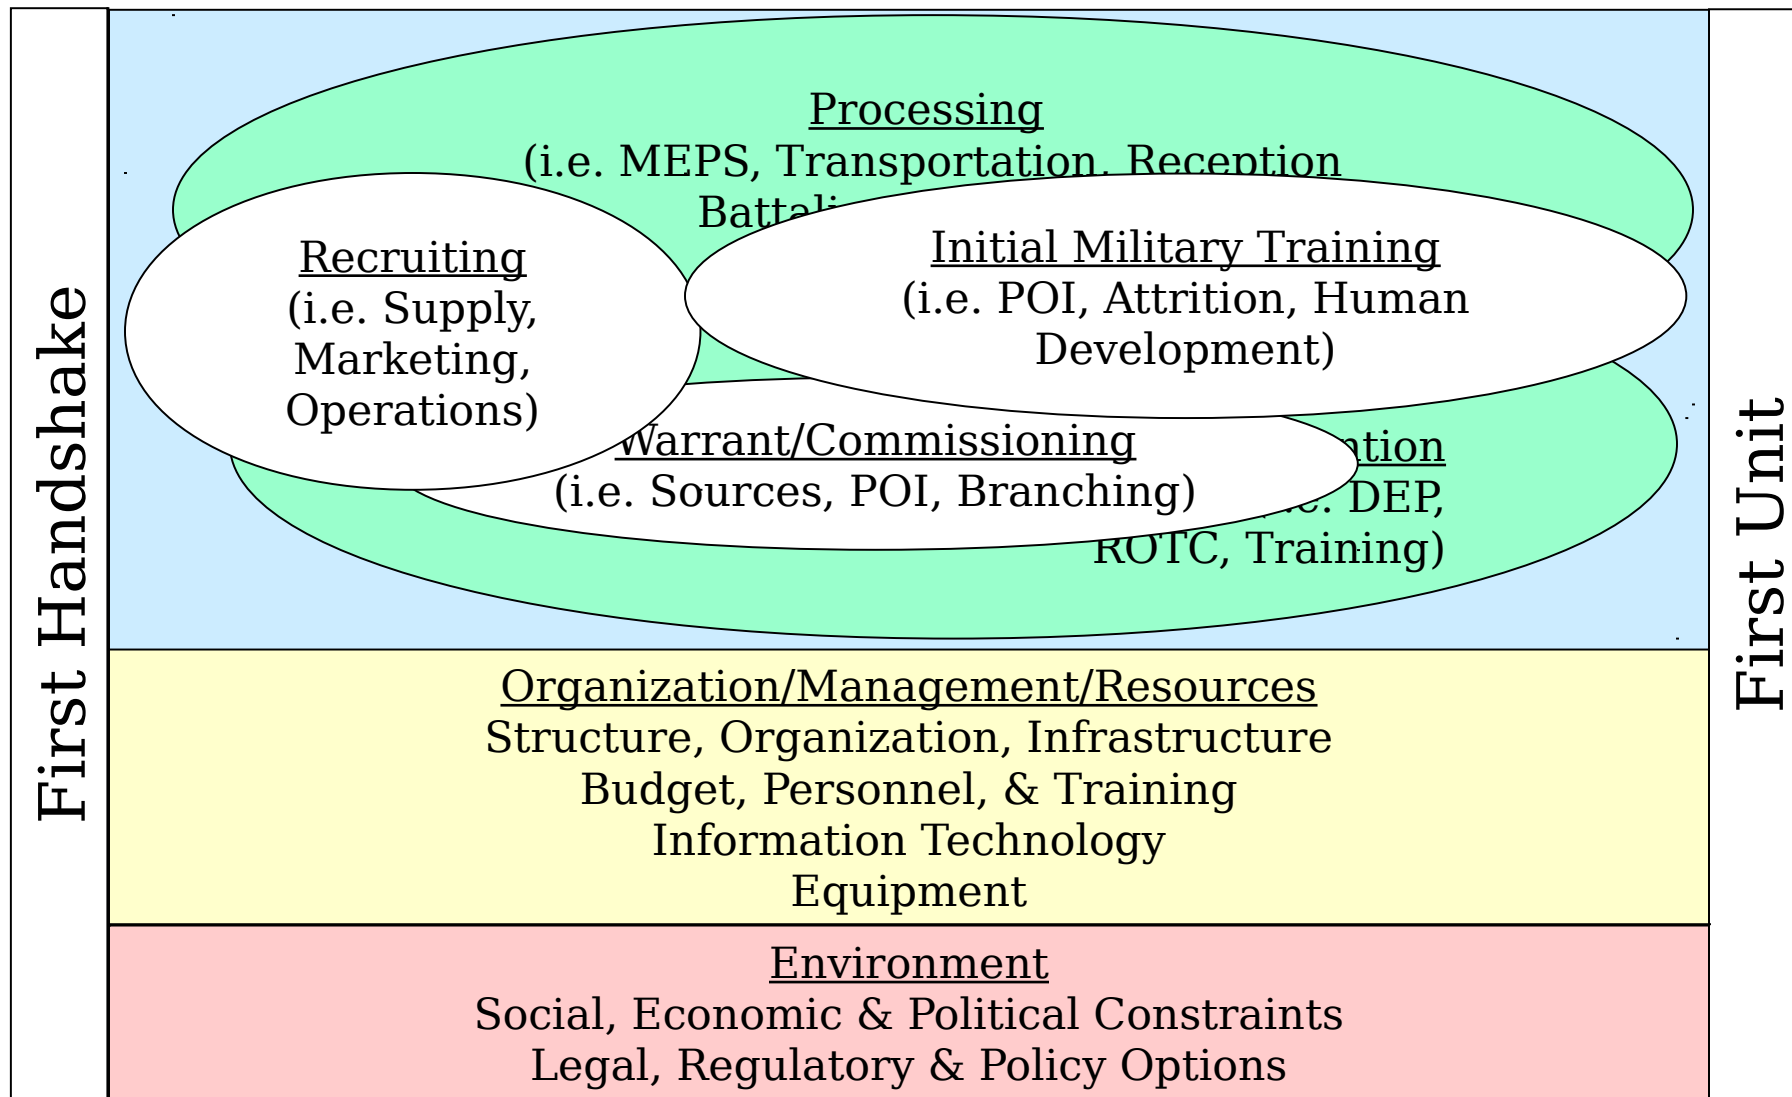 First Handshake
Processing
(i.e. MEPS, Transportation, Reception
Recruiting
(i.e. Supply,
Marketing,
Operations)
Initial Military Training
(i.e. POI, Attrition, Human
Development)
Warrant/Commissioning
(i.e. Sources, POI, Branching)
DEP,
ROTC, Training)
First Unit
Organization/Management/Resources
Structure, Organization, Infrastructure
Budget, Personnel, & Training
Information Technology
Equipment
Environment
Social, Economic & Political Constraints
Legal, Regulatory & Policy Options